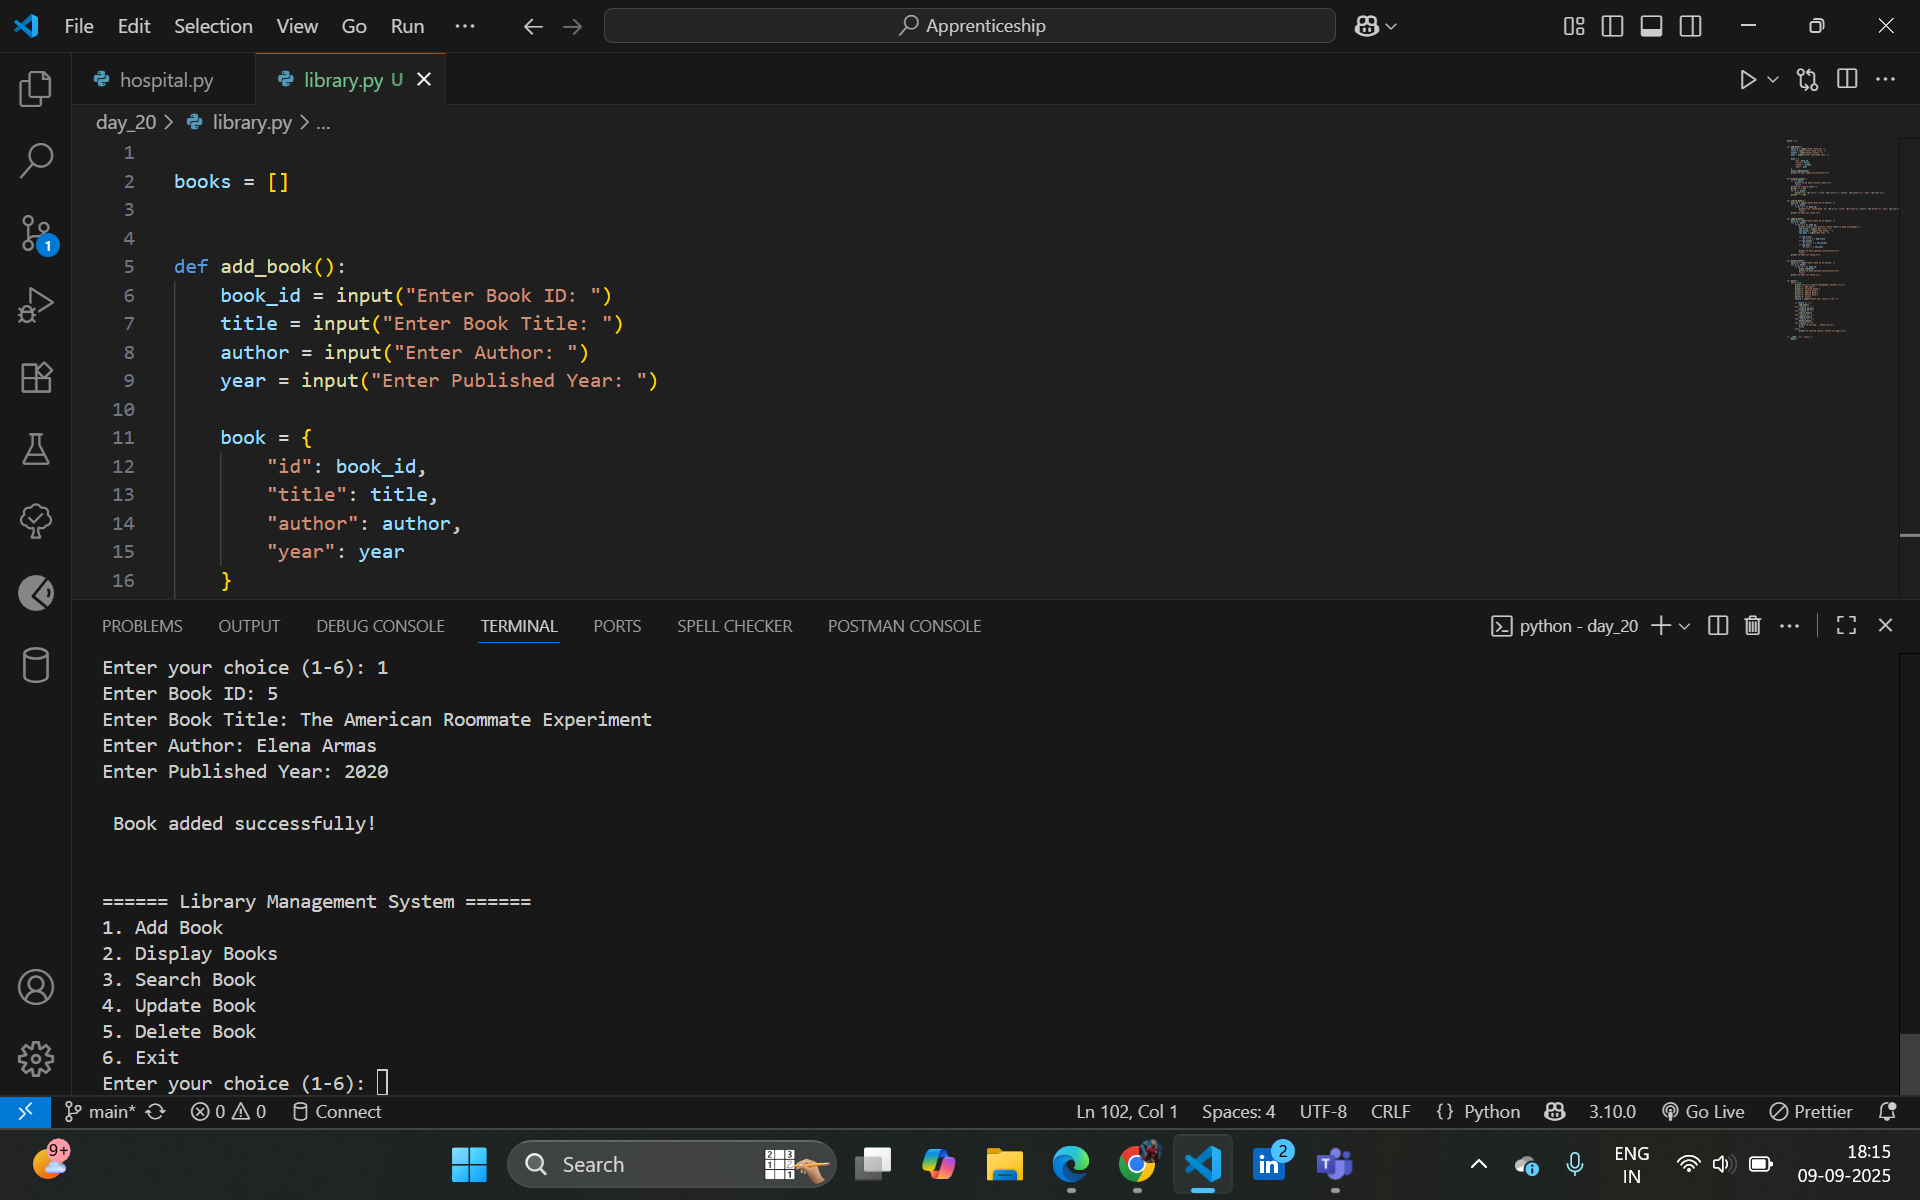 File Edit Selection View Go Run ... Apprenticeship
hospital.py library.py U
day_20 > library.py > ...
1
2 books = []
3
4
5 def add_book():
6 book_id = input("Enter Book ID: ")
7 title = input("Enter Book Title: ")
8 author = input("Enter Author: ")
9 year = input("Enter Published Year: ")
10
11 book = {
12 "id": book_id,
13 "title": title,
14 "author": author,
15 "year": year
16 }
1
PROBLEMS OUTPUT DEBUG CONSOLE TERMINAL PORTS SPELL CHECKER POSTMAN CONSOLE python - day_20
Enter your choice (1-6): 1
Enter Book ID: 5
Enter Book Title: The American Roommate Experiment
Enter Author: Elena Armas
Enter Published Year: 2020
Book added successfully!
====== Library Management System ======
1. Add Book
2. Display Books
3. Search Book
4. Update Book
5. Delete Book
6. Exit
Enter your choice (1-6):
main* 0 0 Connect Ln 102, Col 1 Spaces: 4 UTF-8 CRLF {} Python 3.10.0 Go Live Prettier
9+ Search 2 ENG IN 18:15
09-09-2025